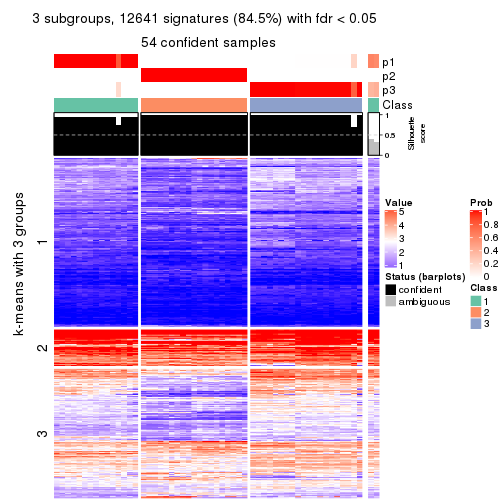 3 subgroups, 12641 signatures (84.5%) with fdr < 0.05
54 confident samples
p1
p2
p3
Class
1
0.5
0
Silhouette
score
k-means with 3 groups
1
2
3
Value
5
4
3
2
1
Status (barplots)
confident
ambiguous
Prob
1
0.8
0.6
0.4
0.2
0
Class
1
2
3